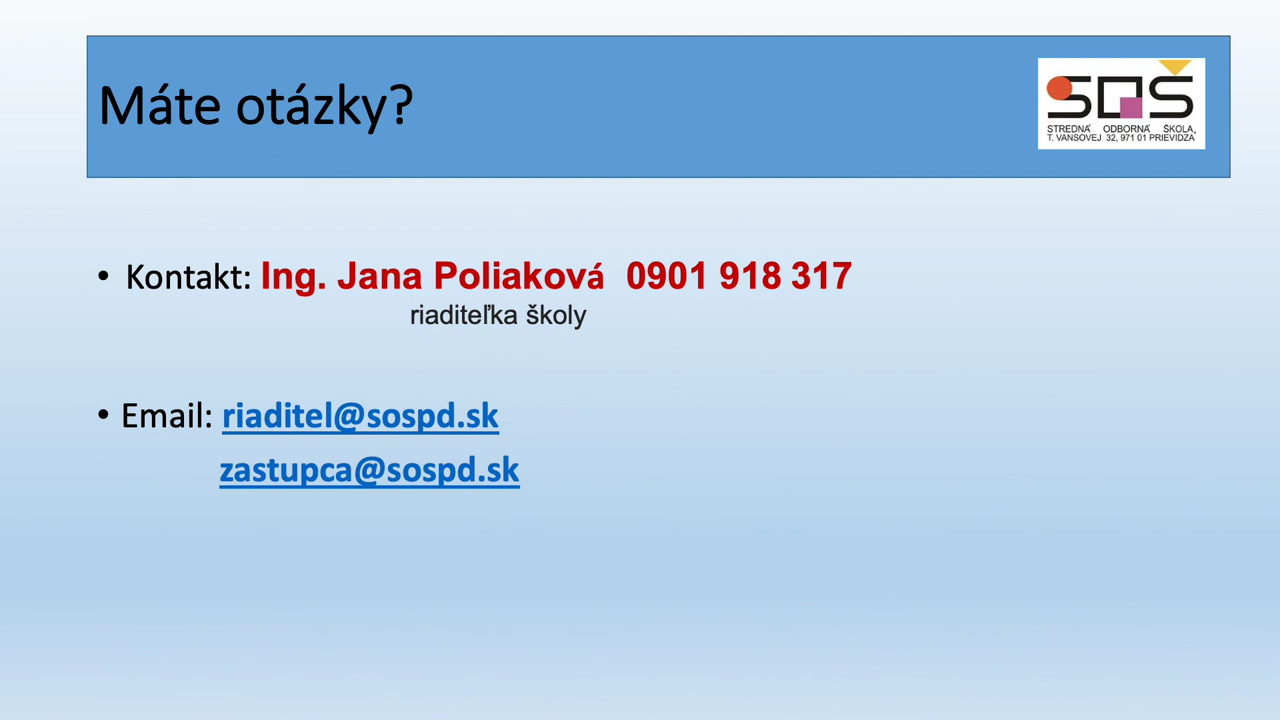 Máte otázky?
SOŠ
STREDNÁ ODBORNÁ ŠKOLA,
T. VANSOVEJ 32, 971 01 PRIEVIDZA
• Kontakt: Ing. Jana Poliaková 0901 918 317
riaditeľka školy
• Email: riaditel@sospd.sk
zastupca@sospd.sk